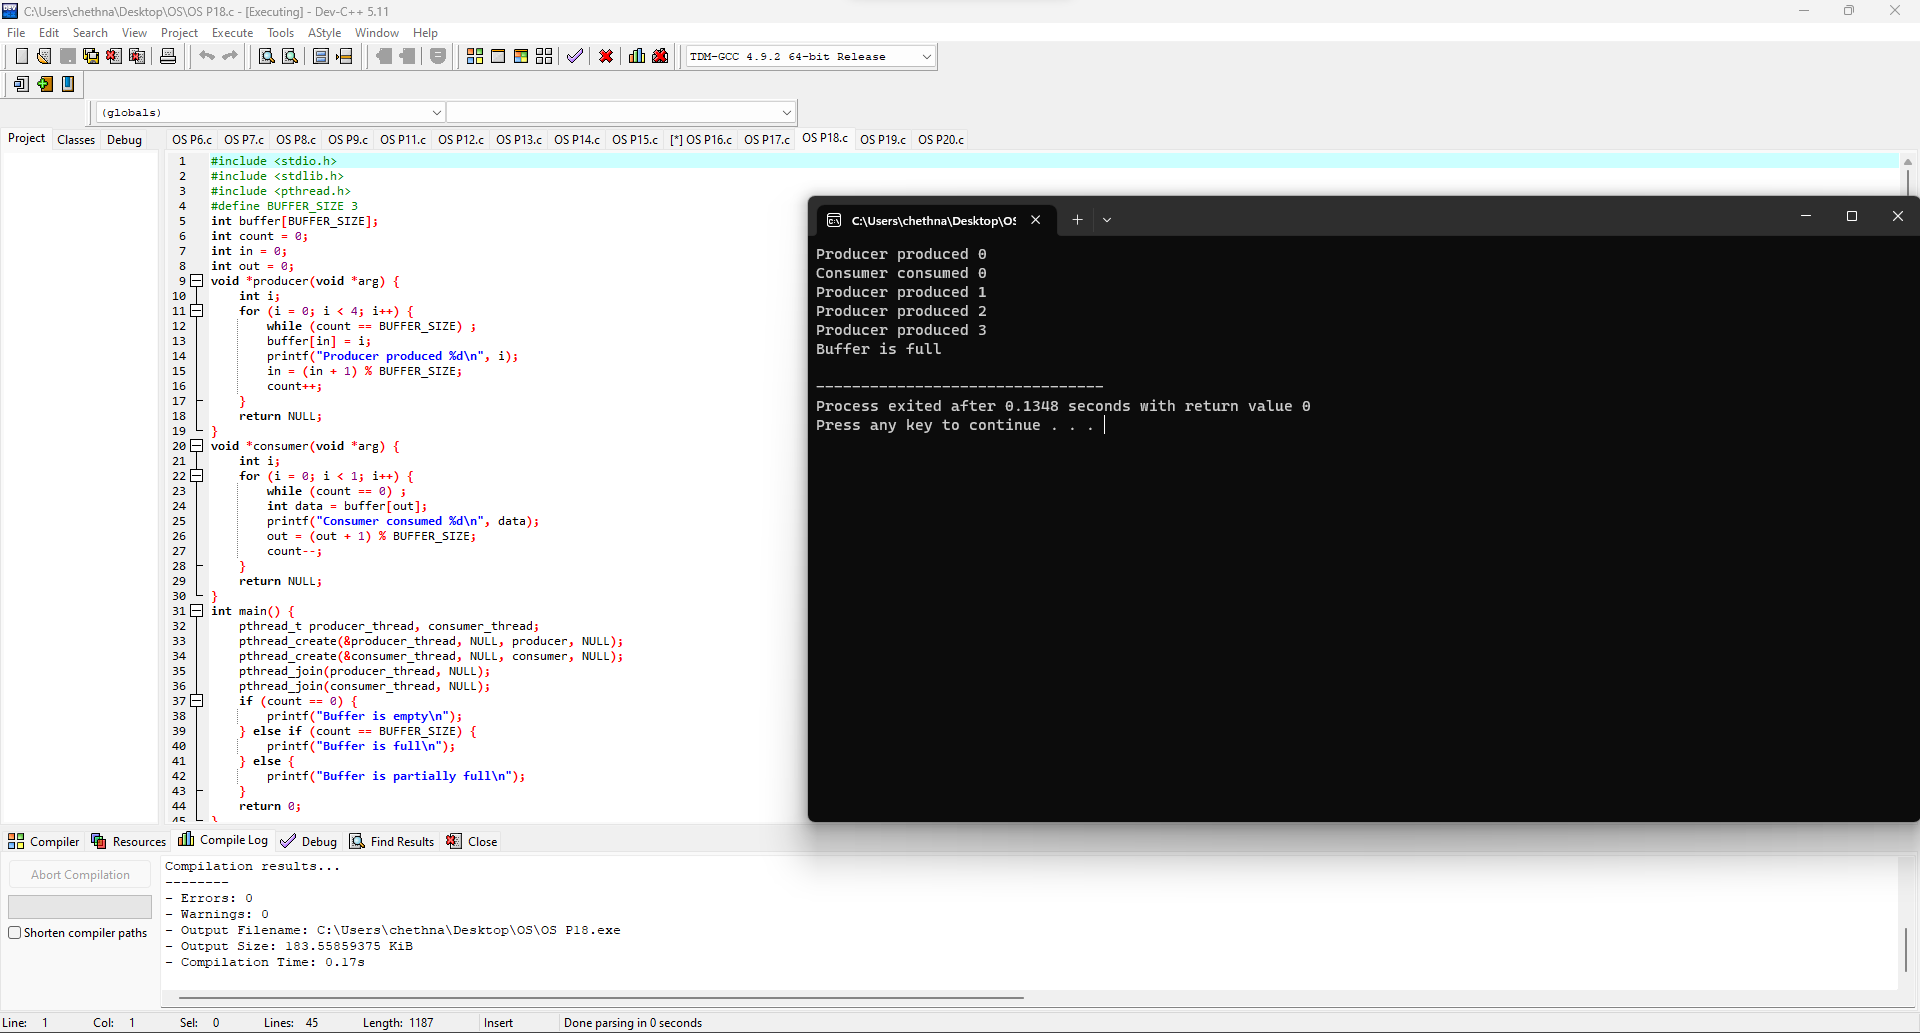 C:\Users\chethna\Desktop\OS\OS P18.c - [Executing] - Dev-C++ 5.11
File Edit Search View Project Execute Tools AStyle Window Help
TDM-GCC 4.9.2 64-bit Release
(globals)
Project Classes Debug
OS P6.c OS P7.c OS P8.c OS P9.c OS P11.c OS P12.c OS P13.c OS P14.c OS P15.c [*] OS P16.c OS P17.c OS P18.c OS P19.c OS P20.c
1 #include <stdio.h>
2 #include <stdlib.h>
3 #include <pthread.h>
4 #define BUFFER_SIZE 3
5 int buffer[BUFFER_SIZE];
6 int count = 0;
7 int in = 0;
8 int out = 0;
9 void *producer(void *arg) {
10 int i;
11 for (i = 0; i < 4; i++) {
12 while (count == BUFFER_SIZE) ;
13 buffer[in] = i;
14 printf("Producer produced %d\n", i);
15 in = (in + 1) % BUFFER_SIZE;
16 count++;
17 }
18 return NULL;
19 }
20 void *consumer(void *arg) {
21 int i;
22 for (i = 0; i < 1; i++) {
23 while (count == 0) ;
24 int data = buffer[out];
25 printf("Consumer consumed %d\n", data);
26 out = (out + 1) % BUFFER_SIZE;
27 count--;
28 }
29 return NULL;
30 }
31 int main() {
32 pthread_t producer_thread, consumer_thread;
33 pthread_create(&producer_thread, NULL, producer, NULL);
34 pthread_create(&consumer_thread, NULL, consumer, NULL);
35 pthread_join(producer_thread, NULL);
36 pthread_join(consumer_thread, NULL);
37 if (count == 0) {
38 printf("Buffer is empty\n");
39 } else if (count == BUFFER_SIZE) {
40 printf("Buffer is full\n");
41 } else {
42 printf("Buffer is partially full\n");
43 }
44 return 0;
45 }
C:\Users\chethna\Desktop\OS
Producer produced 0
Consumer consumed 0
Producer produced 1
Producer produced 2
Producer produced 3
Buffer is full
--------------------------------
Process exited after 0.1348 seconds with return value 0
Press any key to continue . . .
Compiler Resources Compile Log Debug Find Results Close
Abort Compilation
Shorten compiler paths
Compilation results...
--------
- Errors: 0
- Warnings: 0
- Output Filename: C:\Users\chethna\Desktop\OS\OS P18.exe
- Output Size: 183.55859375 KiB
- Compilation Time: 0.17s
Line: 1 Col: 1 Sel: 0 Lines: 45 Length: 1187 Insert Done parsing in 0 seconds